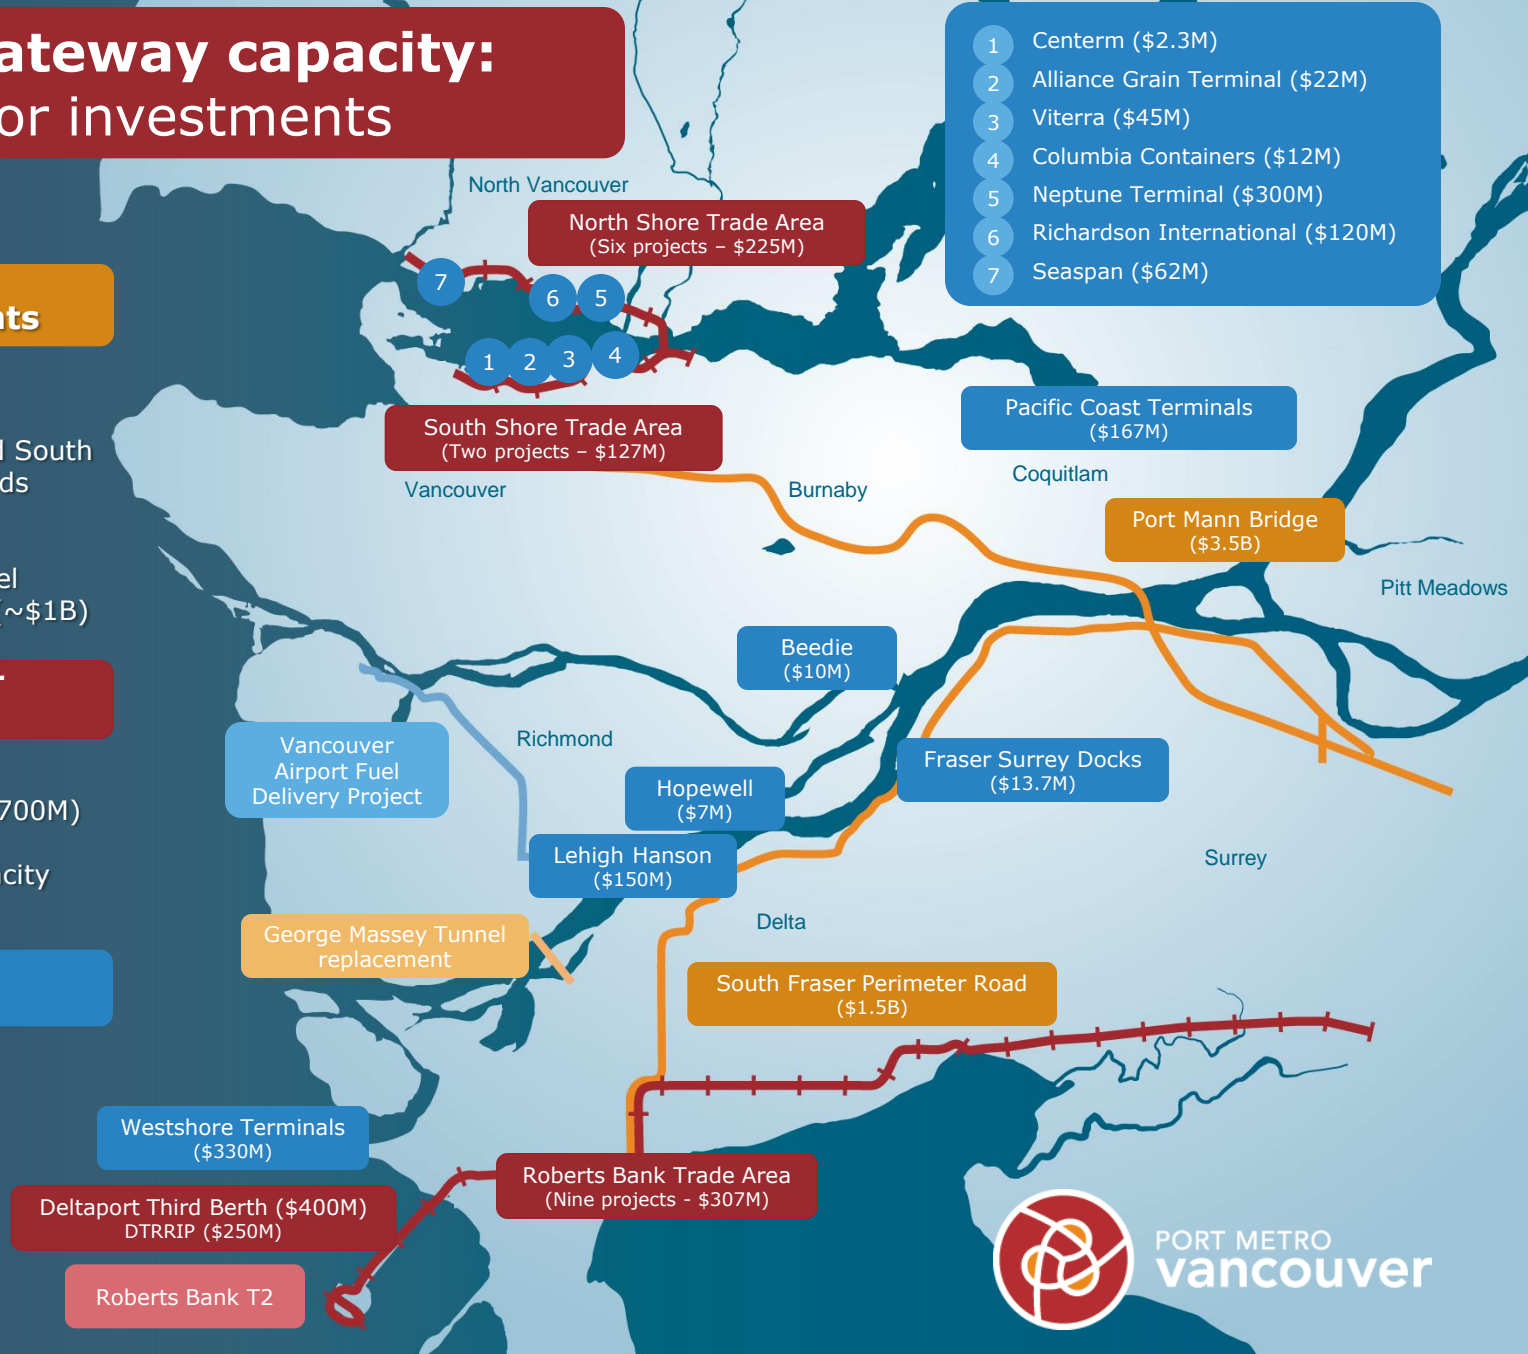 ateway capacity:
or investments
nts
l South
ds
el
(~$1B)
700M)
city
1 Centerm ($2.3M)
2 Alliance Grain Terminal ($22M)
3 Viterra ($45M)
4 Columbia Containers ($12M)
5 Neptune Terminal ($300M)
6 Richardson International ($120M)
7 Seaspan ($62M)
North Vancouver
North Shore Trade Area
(Six projects – $225M)
7
6
5
1
2
3
4
South Shore Trade Area
(Two projects – $127M)
Vancouver
Burnaby
Pacific Coast Terminals
($167M)
Coquitlam
Port Mann Bridge
($3.5B)
Pitt Meadows
Beedie
($10M)
Vancouver
Airport Fuel
Delivery Project
Richmond
Hopewell
($7M)
Fraser Surrey Docks
($13.7M)
Lehigh Hanson
($150M)
Surrey
George Massey Tunnel
replacement
Delta
South Fraser Perimeter Road
($1.5B)
Westshore Terminals
($330M)
Roberts Bank Trade Area
(Nine projects - $307M)
Deltaport Third Berth ($400M)
DTRRIP ($250M)
Roberts Bank T2
PORT METRO
vancouver